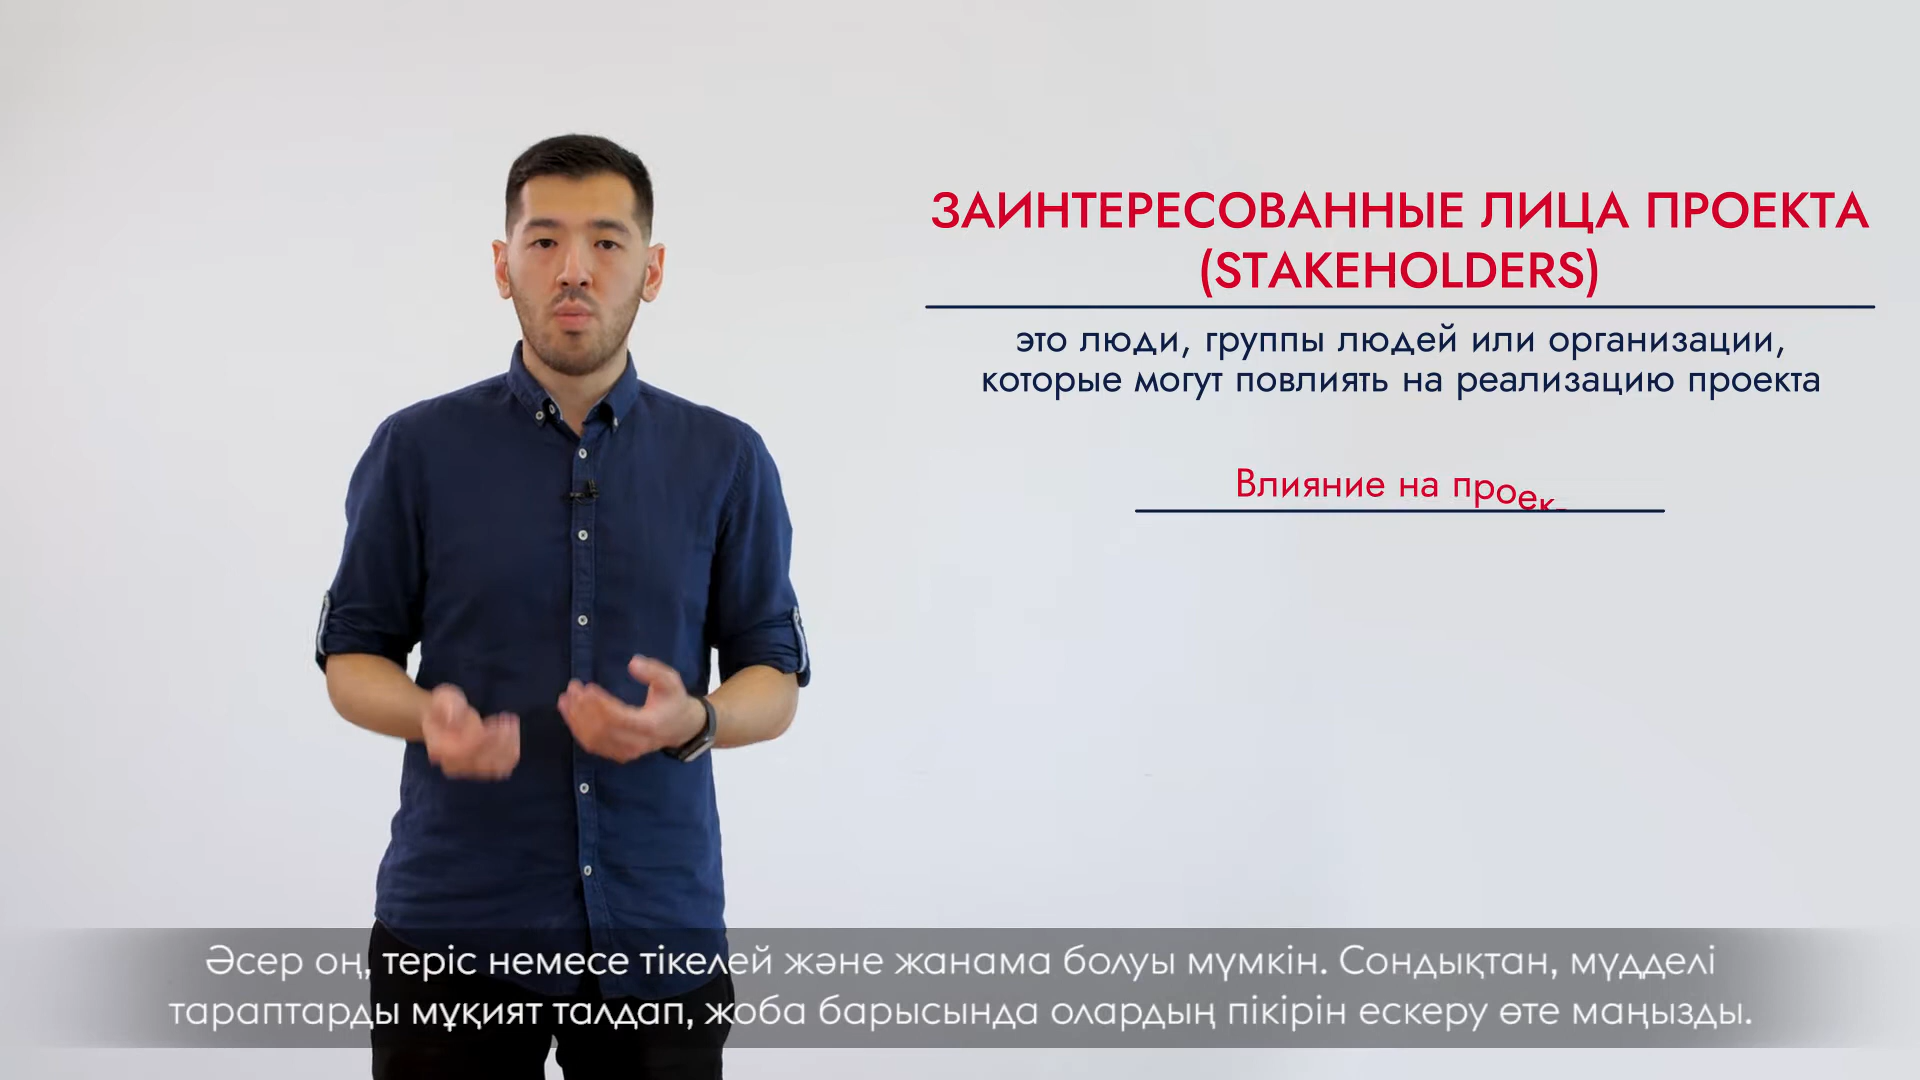 ЗАИНТЕРЕСОВАННЫЕ ЛИЦА ПРОЕКТА
(STAKEHOLDERS)
это люди, группы людей или организации,
которые могут повлиять на реализацию проекта
Влияние на проек
Әсер оң, теріс немесе тікелей және жанама болуы мүмкін. Сондықтан, мүдделі
тараптарды мұқият талдап, жоба барысында олардың пікірін ескеру өте маңызды.